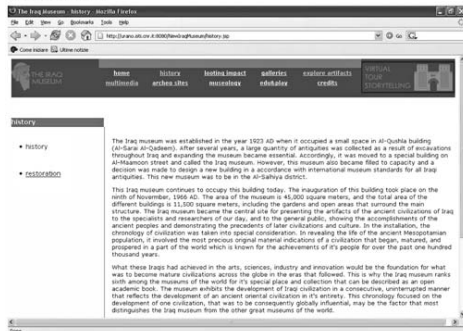 The Iraq Museum - history - Mozilla Firefox
File Edit View Go Bookmarks Tools Help
http://urano.isti.cnr.it:8080/NewIraqMuseum/history.jsp
Go
Come iniziare Ultime notizie
THE IRAQ
MUSEUM
home history looting impact galleries explore artifacts
multimedia archeo sites museology eduxplay credits
VIRTUAL
TOUR
STORYTELLING
history
history
restoration
The Iraq museum was established in the year 1923 AD when it occupied a small space in Al-Qushla building
(Al-Sarai Al-Qadeem). After several years, a large quantity of antiquities was collected as a result of excavations
throughout Iraq and expanding the museum became essential. Accordingly, it was moved to a special building on
Al-Maamoon street and called the Iraq museum. However, this museum also became filled to capacity and a
decision was made to design a new building in accordance with international museum standards for all Iraqi
antiquities. This new museum was to be in the Al-Salhiya district.
This Iraq museum continues to occupy this building today. The inauguration of this building took place on the
ninth of November, 1966 AD. The area of the museum is 45,000 square meters, and the total area of the
different buildings is 11,500 square meters, including the gardens and open areas that surround the main
structure. The Iraq museum became the central site for presenting the artifacts of the ancient civilizations of Iraq
to the specialists and researchers of our day, and to the general public, showing the accomplishments of the
ancient peoples and demonstrating the precedents of later civilizations and culture. In the installation, the
chronology of civilization was taken into special consideration. In revealing the life of the ancient Mesopotamian
population, it involved the most precious original material indications of a civilization that began, matured, and
prospered in a part of the world which is known for the achievements of it's people for over the past one hundred
thousand years.
What these Iraqis had achieved in the arts, sciences, industry and innovation would be the foundation for what
was to become mature civilizations across the globe in the eras that followed. This is why the Iraq museum ranks
sixth among the museums of the world for it's special place and collection that can be described as an open
academic book. The museum exhibits the development of Iraqi civilization in a consecutive, uninterrupted manner
that reflects the development of an ancient oriental civilization in it's entirety. This chronology focused on the
development of one civilization, that was to be consequently globally influential, may be the factor that most
distinguishes the Iraq museum from the other great museums of the world.